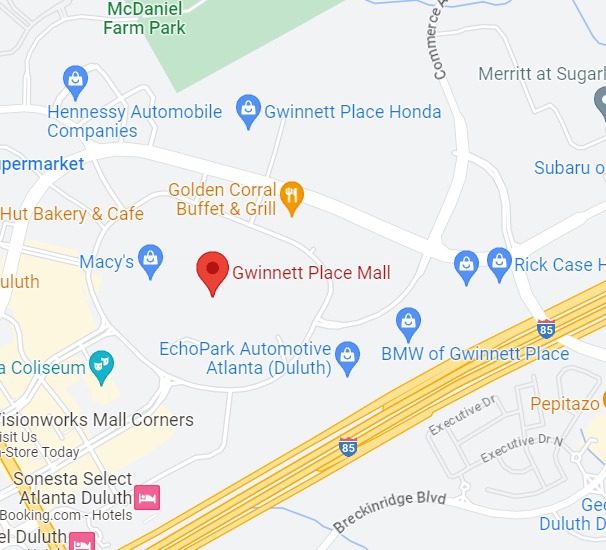 McDaniel
Farm Park
Commerce A
Merritt at Sugarl
Hennessy Automobile
Companies
Gwinnett Place Honda
upermarket
Subaru o
Golden Corral
Buffet & Grill
Hut Bakery & Cafe
Macy's
Gwinnett Place Mall
Rick Case H
uluth
85
EchoPark Automotive
Atlanta (Duluth)
BMW of Gwinnett Place
a Coliseum
Executive Dr
Pepitazo
Visionworks Mall Corners
Visit Us
n-Store Today
Executive Dr N
85
Sonesta Select
Atlanta Duluth
Booking.com - Hotels
Breckinridge Blvd
Geo
Duluth D
el Duluth